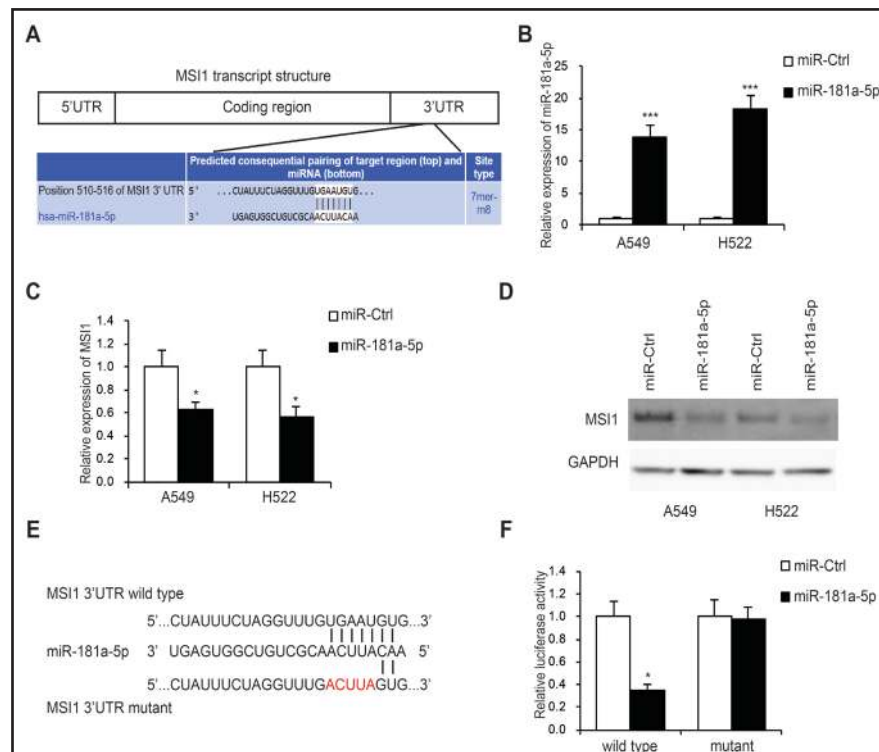 A
MSI1 transcript structure
5'UTR Coding region 3'UTR
Predicted consequential pairing of target region (top) and miRNA (bottom)
Site type
Position 510-516 of MSI1 3' UTR 5' ...CUAUUUCUAGGUUUGUGAAUGUG...
hsa-miR-181a-5p 3' UGAGUGGCUGUCGCAACUUACAA
7mer-m8
B
Relative expression of miR-181a-5p
25
20
15
10
5
0
*** ***
A549 H522
miR-Ctrl
miR-181a-5p
C
Relative expression of MSI1
1.4
1.2
1.0
0.8
0.6
0.4
0.2
0.0
* *
A549 H522
miR-Ctrl
miR-181a-5p
D
miR-Ctrl miR-181a-5p miR-Ctrl miR-181a-5p
MSI1
GAPDH
A549 H522
E
MSI1 3'UTR wild type
5'...CUAUUUCUAGGUUUGUGAAUGUG...3'
miR-181a-5p 3' UGAGUGGCUGUCGCAACUUACAA 5'
5'...CUAUUUCUAGGUUUGACUUAGUG...3'
MSI1 3'UTR mutant
F
Relative luciferase activity
1.4
1.2
1.0
0.8
0.6
0.4
0.2
0
*
wild type mutant
miR-Ctrl
miR-181a-5p